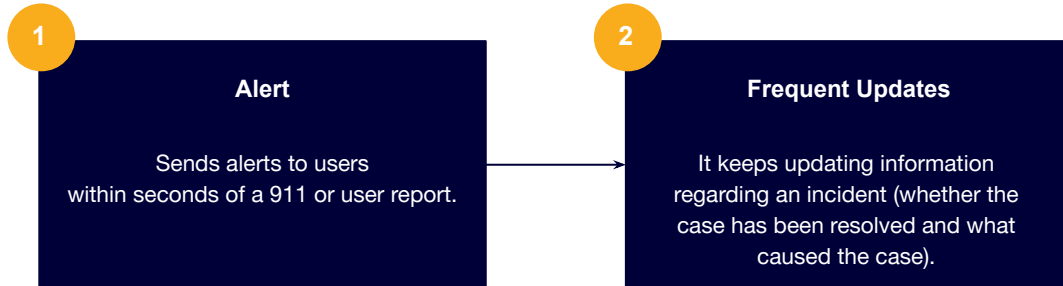 1
Alert
Sends alerts to users
within seconds of a 911 or user report.
2
Frequent Updates
It keeps updating information
regarding an incident (whether the
case has been resolved and what
caused the case).